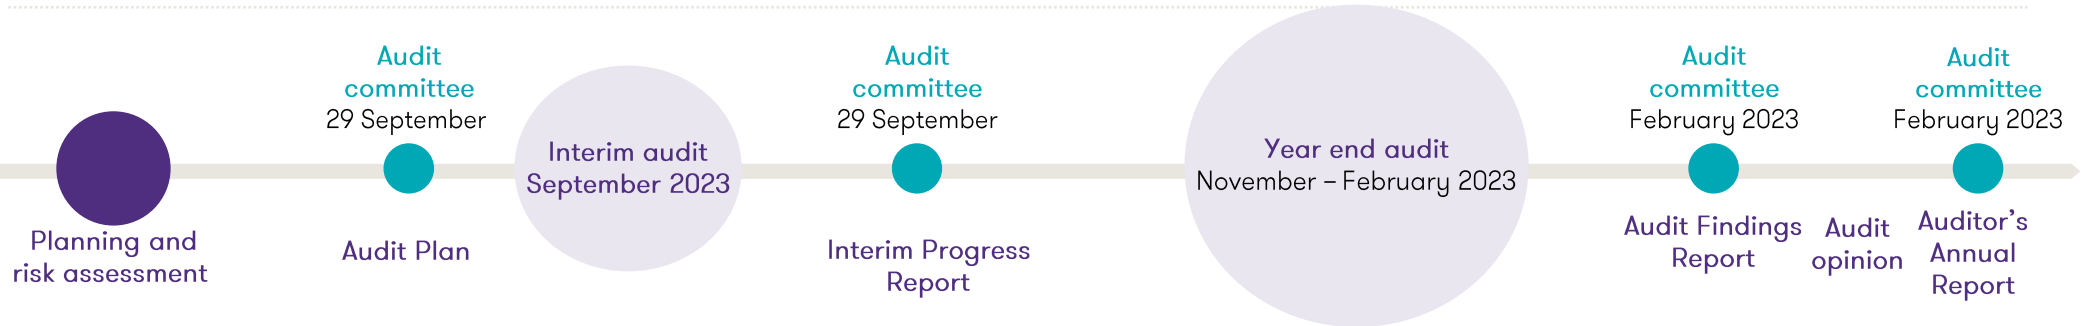 Audit
committee
29 September
Audit
committee
29 September
Audit
committee
February 2023
Audit
committee
February 2023
Interim audit
September 2023
Year end audit
November – February 2023
Planning and
risk assessment
Audit Plan
Interim Progress
Report
Audit Findings
Report
Audit
opinion
Auditor’s
Annual
Report